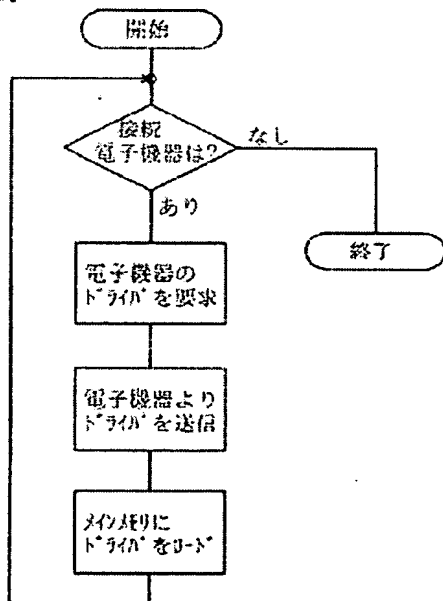 開始
接続
電子機器は?
なし
あり
終了
電子機器の
ﾄﾞﾗｲﾊﾞを要求
電子機器より
ﾄﾞﾗｲﾊﾞを送信
ﾒｲﾝﾒﾓﾘに
ﾄﾞﾗｲﾊﾞをﾛｰﾄﾞ